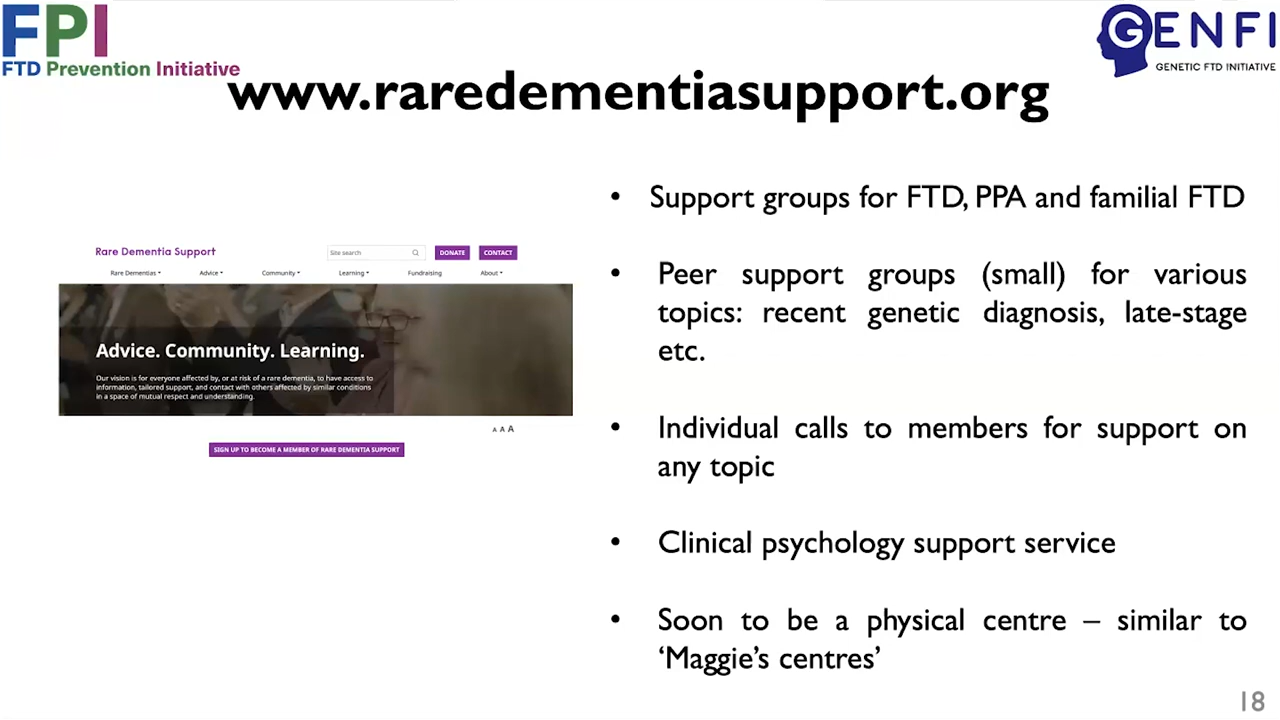 FPI
FTD Prevention Initiative
GENFI
GENETIC FTD INITIATIVE
www.raredementiasupport.org
Rare Dementia Support
Site search
DONATE
CONTACT
Rare Dementias
Advice
Community
Learning
Fundraising
About
Advice. Community. Learning.
Our vision is for everyone affected by, or at risk of a rare dementia, to have access to
information, tailored support, and contact with others affected by similar conditions
in a space of mutual respect and understanding.
A A A
SIGN UP TO BECOME A MEMBER OF RARE DEMENTIA SUPPORT
• Support groups for FTD, PPA and familial FTD
• Peer support groups (small) for various
topics: recent genetic diagnosis, late-stage
etc.
• Individual calls to members for support on
any topic
• Clinical psychology support service
• Soon to be a physical centre – similar to
‘Maggie’s centres’
18